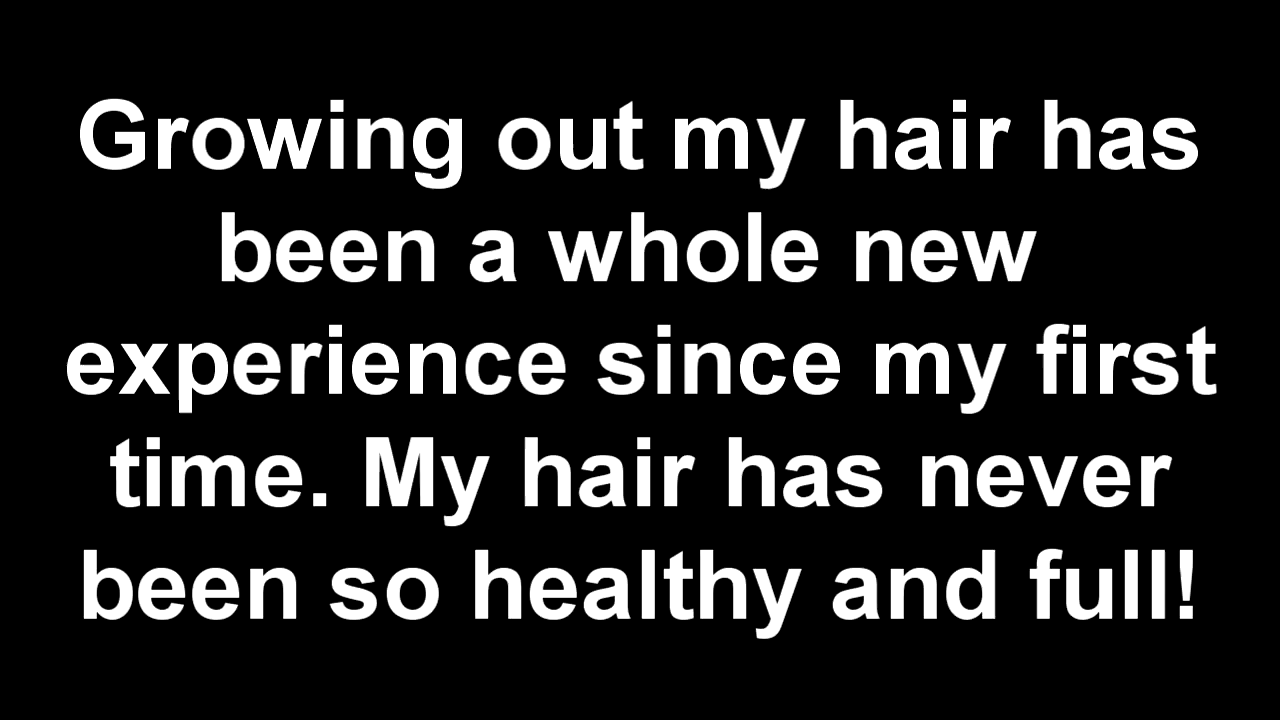 Growing out my hair has
been a whole new
experience since my first
time. My hair has never
been so healthy and full!